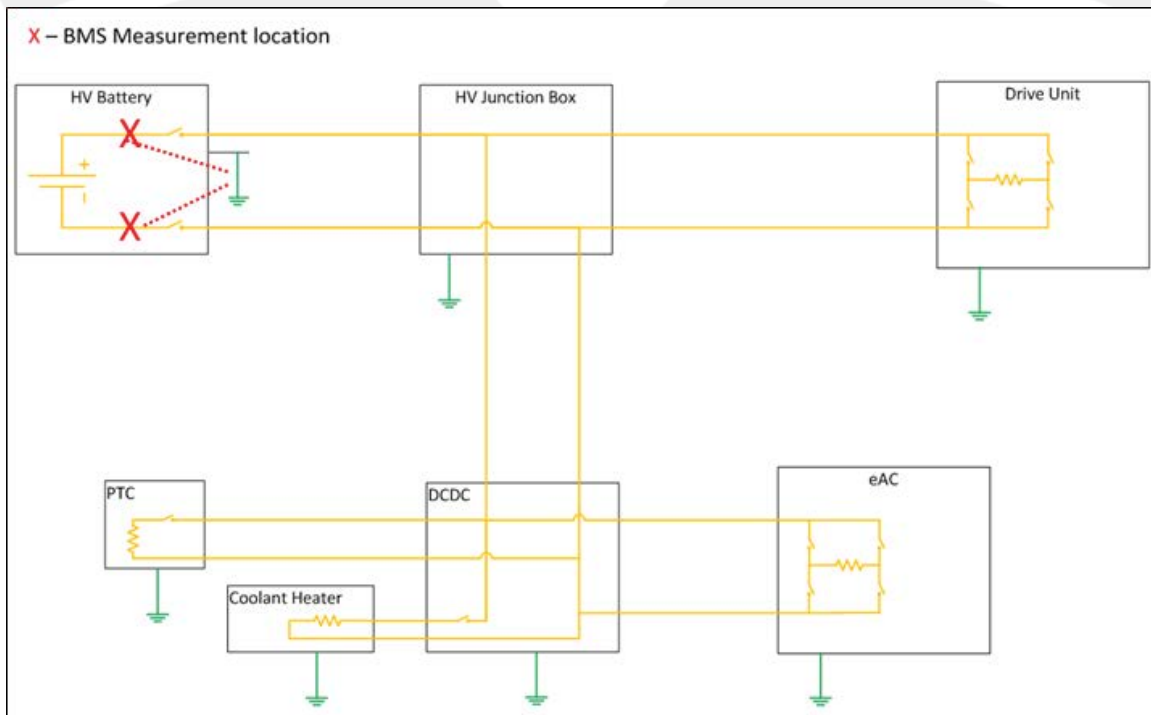 X – BMS Measurement location
HV Battery
HV Junction Box
Drive Unit
+
X
–
X
PTC
DCDC
eAC
Coolant Heater